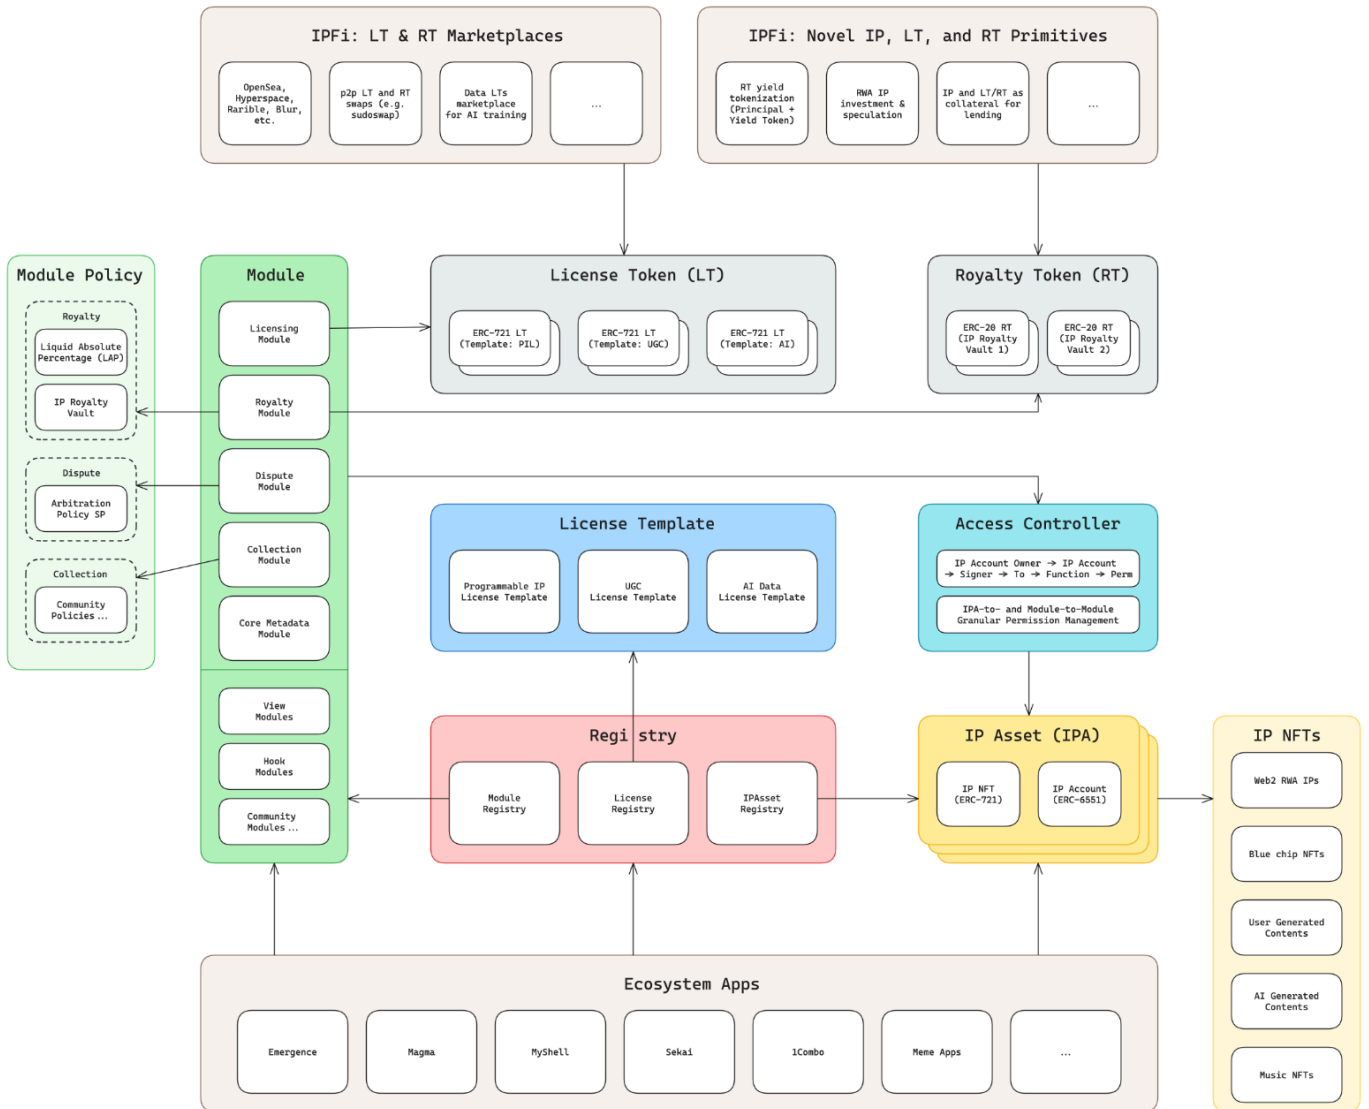 IPFi: LT & RT Marketplaces
OpenSea,
Hyperspace,
Rarible, Blur,
etc.
p2p LT and RT
swaps (e.g.
sudoswap)
Data LTs
marketplace
for AI training
...
IPFi: Novel IP, LT, and RT Primitives
RT yield
tokenization
(Principal +
Yield Token)
RWA IP
investment &
speculation
IP and LT/RT as
collateral for
lending
...
Module Policy
Royalty
Liquid Absolute
Percentage (LAP)
IP Royalty
Vault
Dispute
Arbitration
Policy SP
Collection
Community
Policies...
Module
Licensing
Module
Royalty
Module
Dispute
Module
Collection
Module
Core Metadata
Module
View
Modules
Hook
Modules
Community
Modules...
License Token (LT)
ERC-721 LT
(Template: PIL)
ERC-721 LT
(Template: UGC)
ERC-721 LT
(Template: AI)
Royalty Token (RT)
ERC-20 RT
(IP Royalty
Vault 1)
ERC-20 RT
(IP Royalty
Vault 2)
License Template
Programmable IP
License Template
UGC
License Template
AI Data
License Template
Access Controller
IP Account Owner → IP Account
→ Signer → To → Function → Perm
IPA-to- and Module-to-Module
Granular Permission Management
Registry
Module
Registry
License
Registry
IPAsset
Registry
IP Asset (IPA)
IP NFT
(ERC-721)
IP Account
(ERC-6551)
IP NFTs
Web2 RWA IPs
Blue chip NFTs
User Generated
Contents
AI Generated
Contents
Music NFTs
Ecosystem Apps
Emergence
Magma
MyShell
Sekai
1Combo
Meme Apps
...